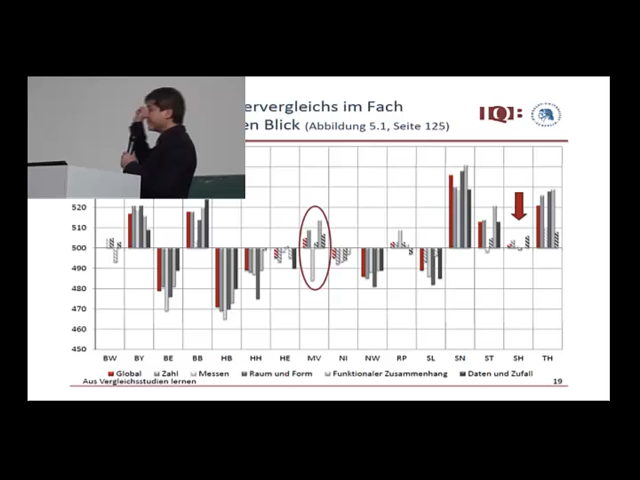 ervergleichs im Fach
en Blick (Abbildung 5.1, Seite 125)
IQB
520
510
500
490
480
470
460
450
BW BY BE BB HB HH HE MV NI NW RP SL SN ST SH TH
Global Zahl Messen Raum und Form Funktionaler Zusammenhang Daten und Zufall
Aus Vergleichsstudien lernen 19